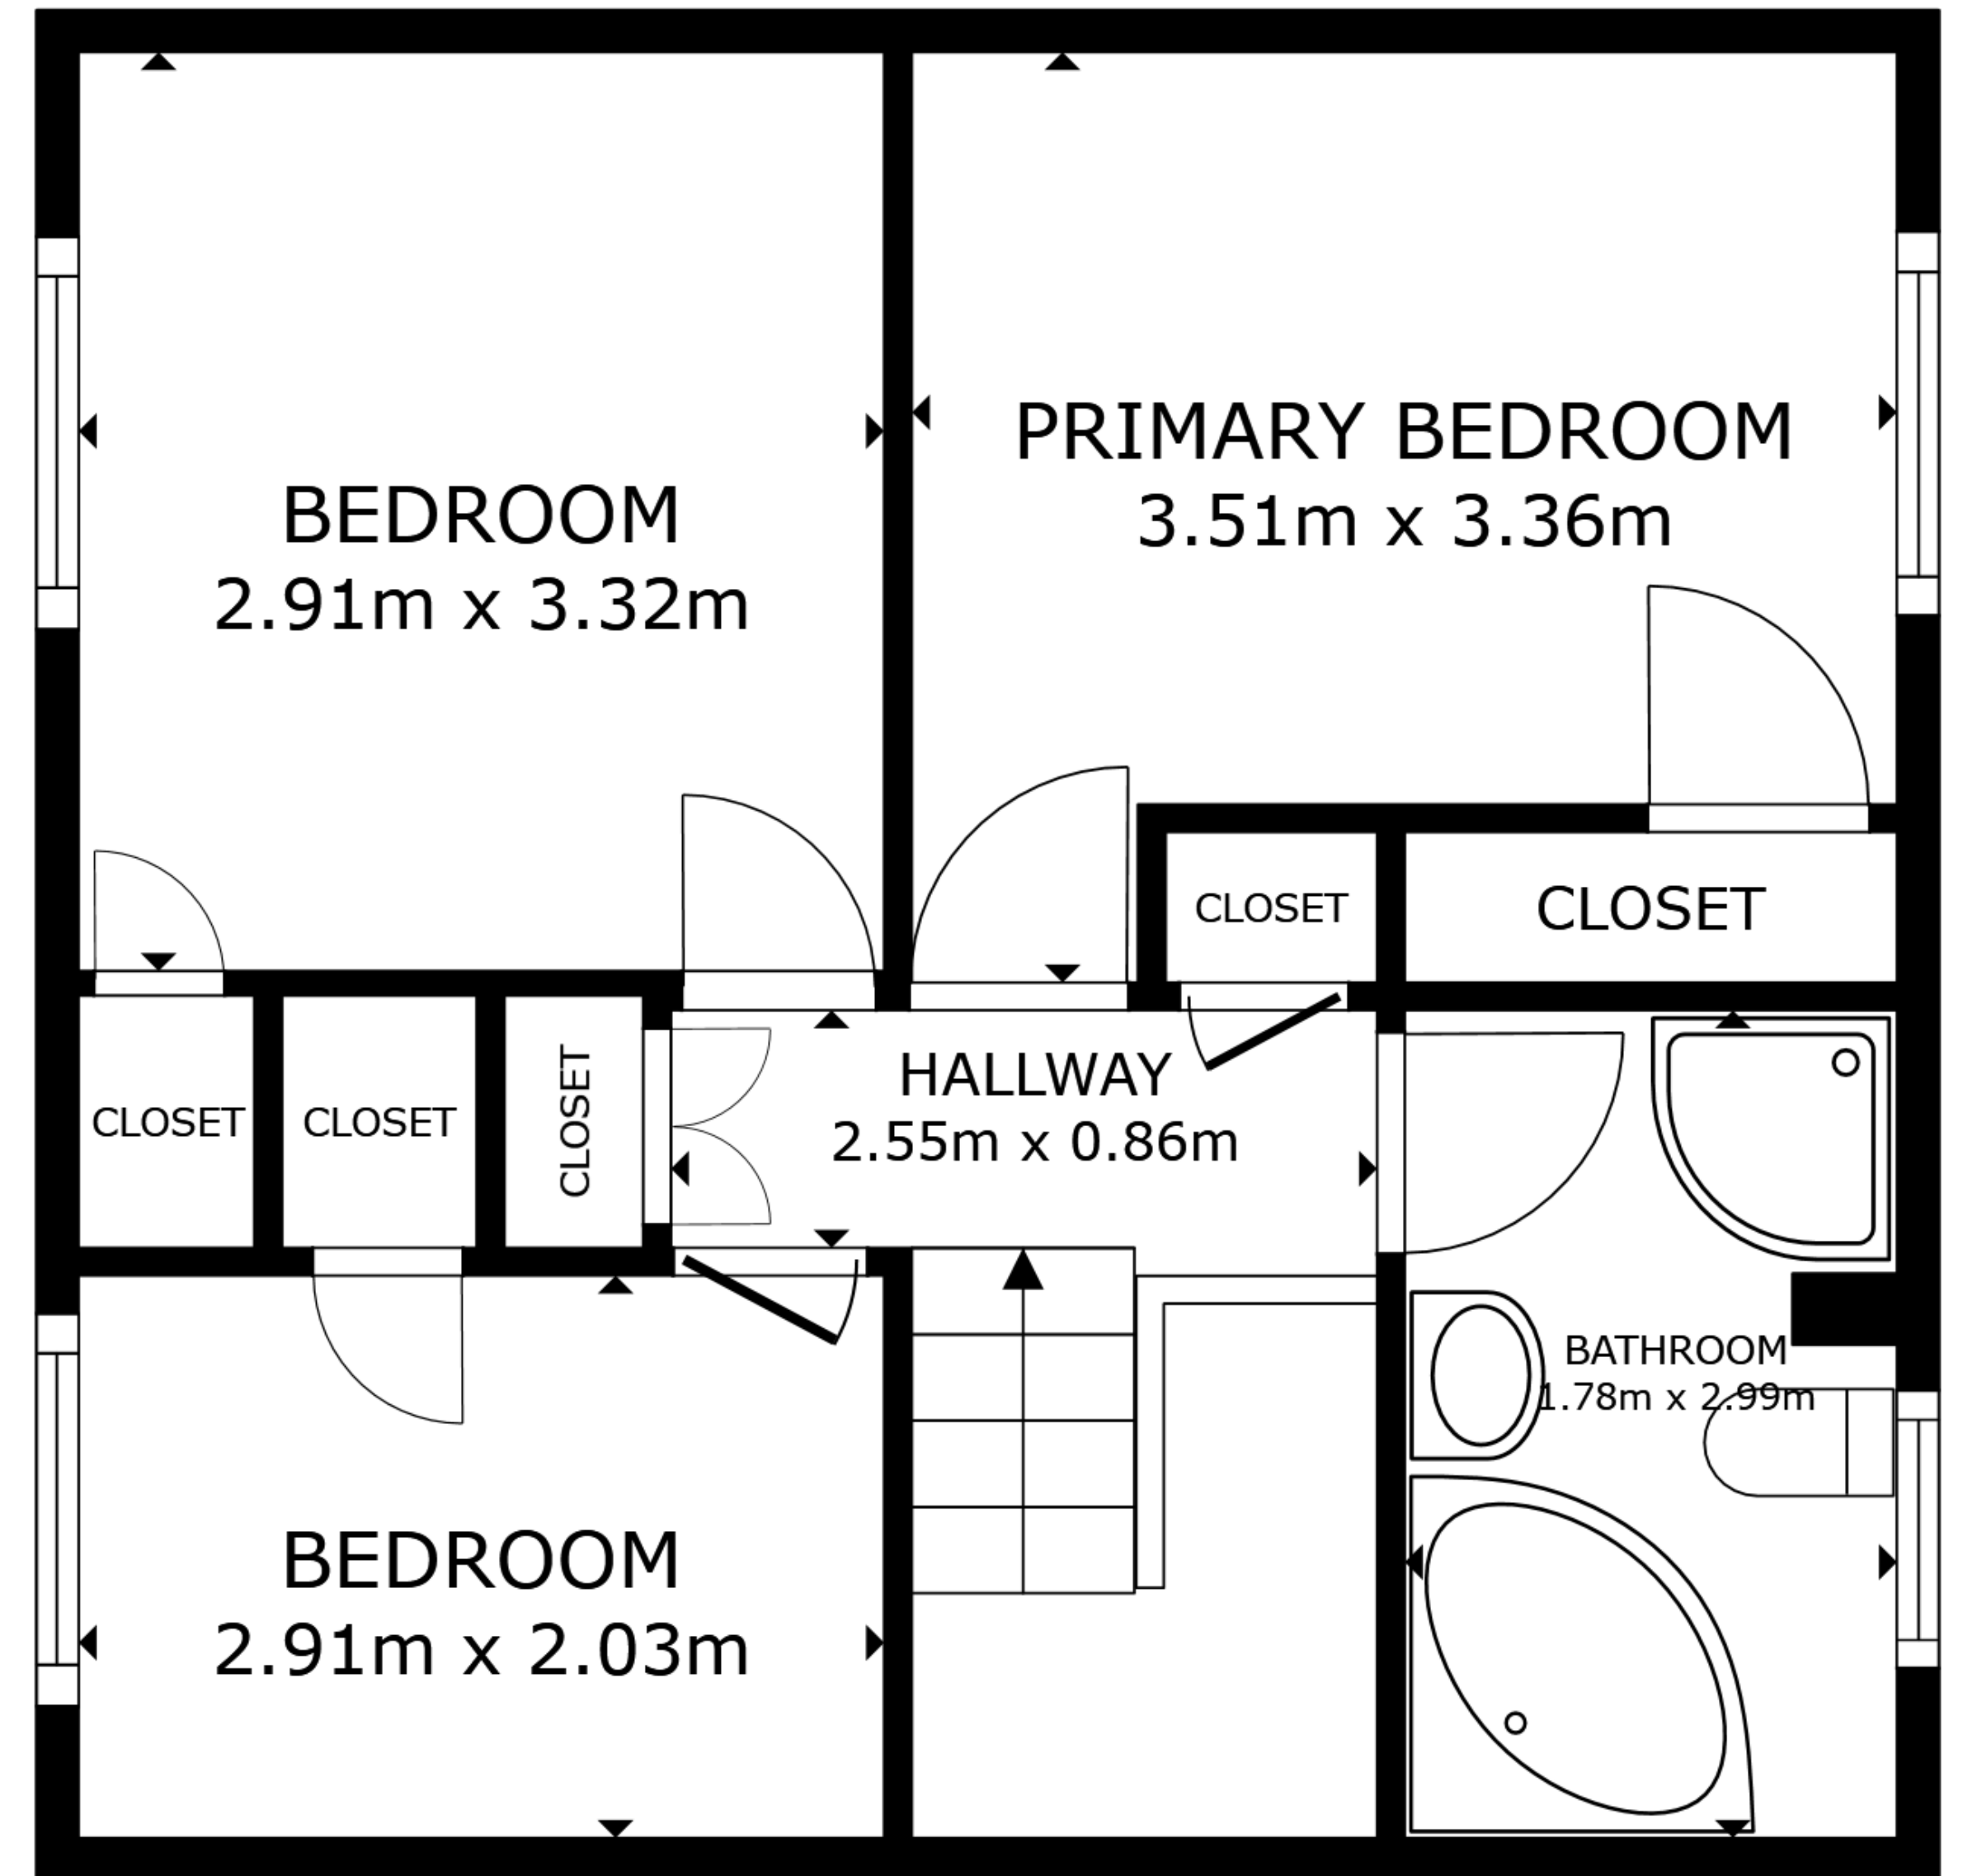 PRIMARY BEDROOM
3.51m x 3.36m
BEDROOM
2.91m x 3.32m
CLOSET
CLOSET
CLOSET
CLOSET
CLOSET
HALLWAY
2.55m x 0.86m
BATHROOM
1.78m x 2.99m
BEDROOM
2.91m x 2.03m